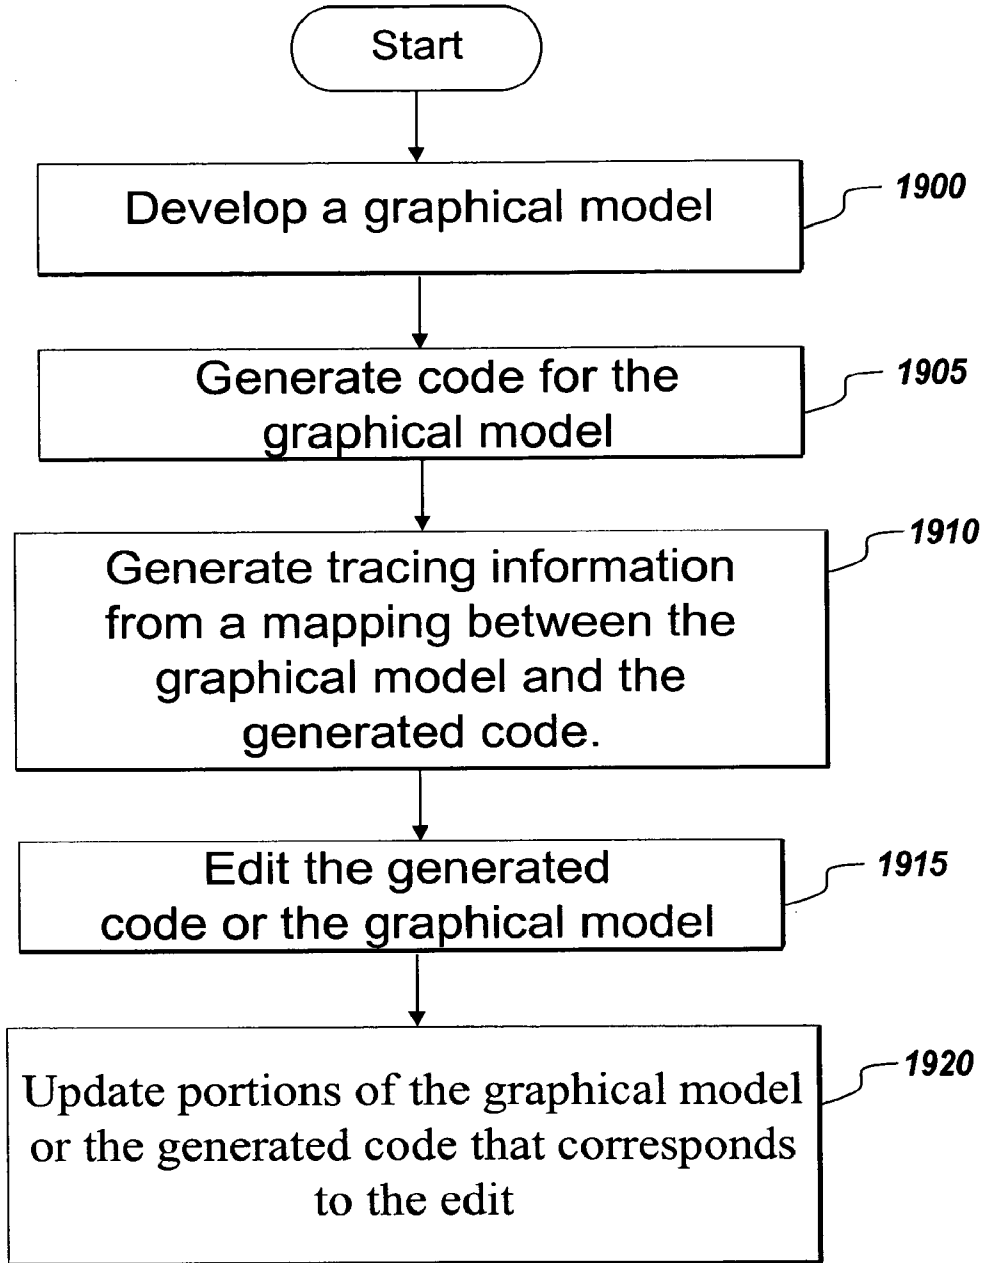 Start
Develop a graphical model
1900
Generate code for the
graphical model
1905
Generate tracing information
from a mapping between the
graphical model and the
generated code.
1910
Edit the generated
code or the graphical model
1915
Update portions of the graphical model
or the generated code that corresponds
to the edit
1920